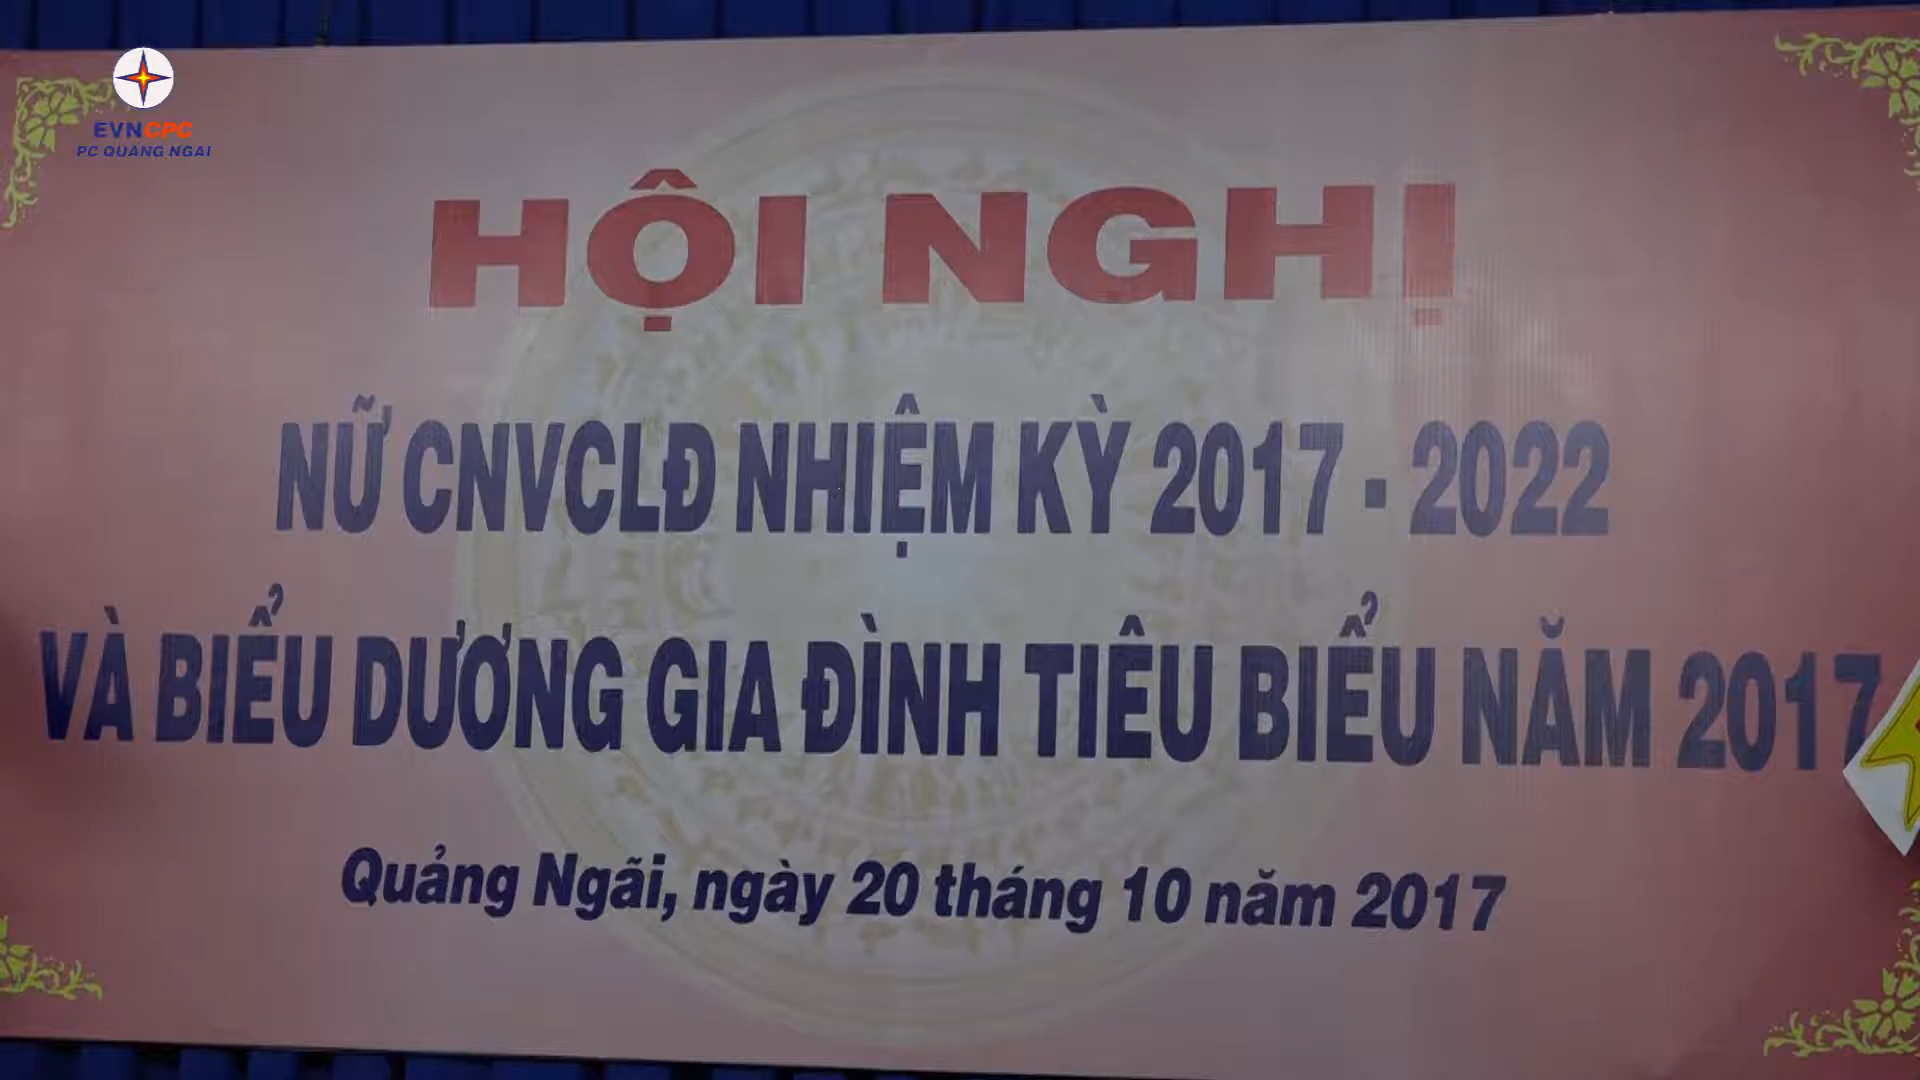 EVNCPC
PC QUANG NGAI
HỘI NGHỊ
NỮ CNVCLĐ NHIỆM KỲ 2017 - 2022
VÀ BIỂU DƯƠNG GIA ĐÌNH TIÊU BIỂU NĂM 2017
Quảng Ngãi, ngày 20 tháng 10 năm 2017